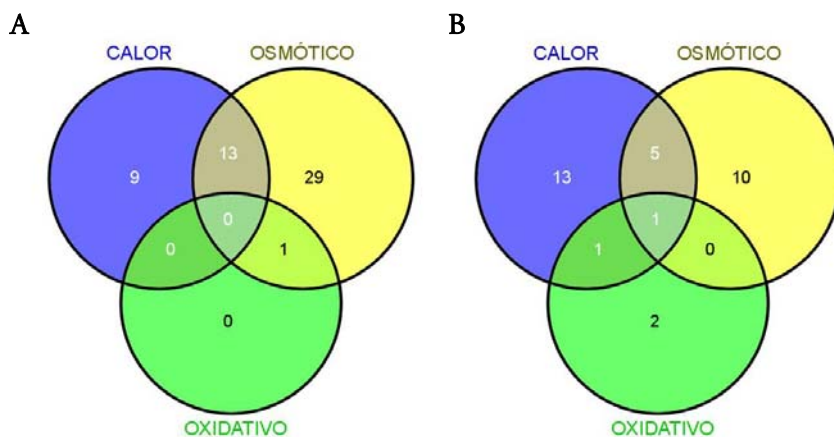 A
B
CALOR
OSMÓTICO
CALOR
OSMÓTICO
13
5
9
29
13
10
0
1
0
1
1
0
0
2
OXIDATIVO
OXIDATIVO